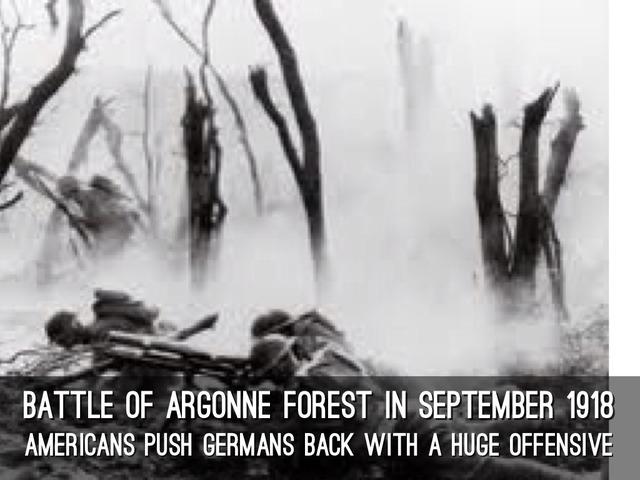 BATTLE OF ARGONNE FOREST IN SEPTEMBER 1918
AMERICANS PUSH GERMANS BACK WITH A HUGE OFFENSIVE